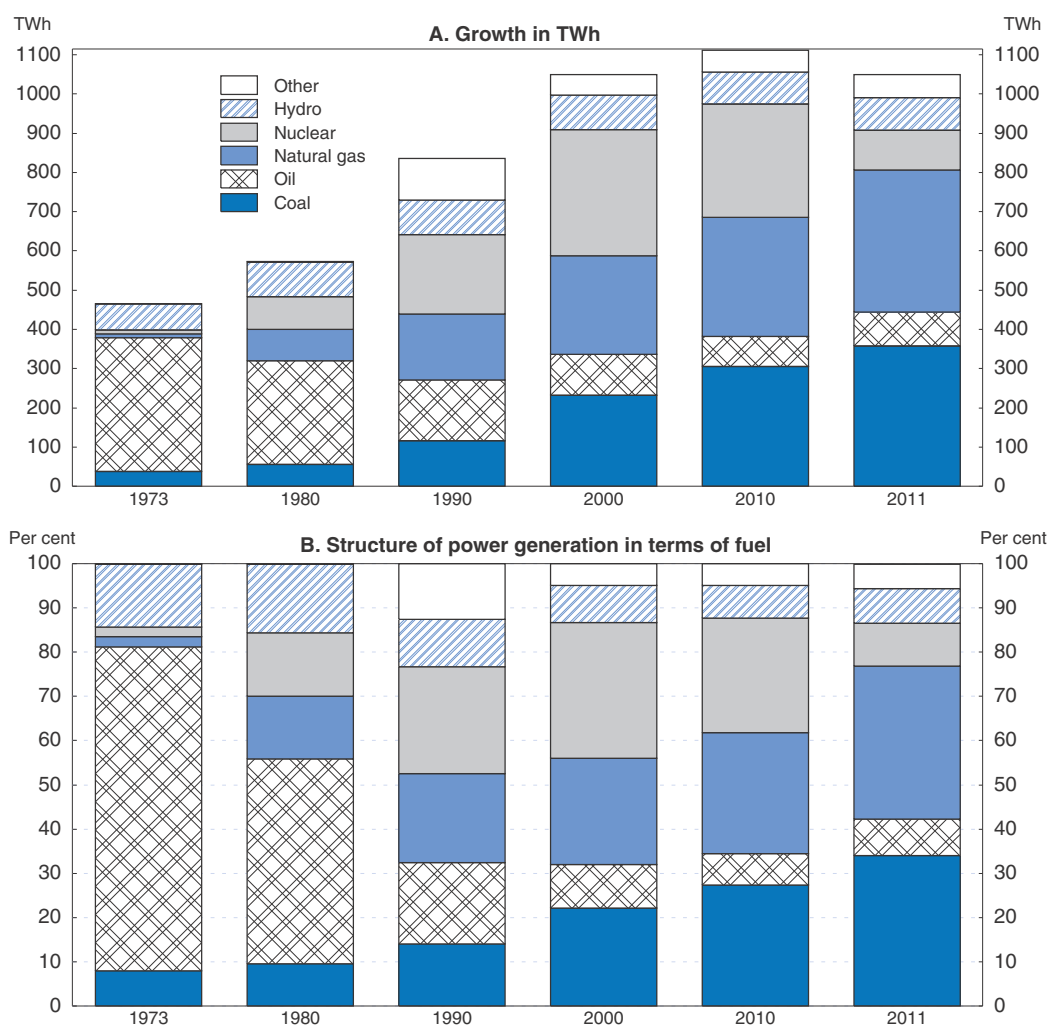 TWh TWh
A. Growth in TWh
1100 1100
1000 1000
900 900
800 800
700 700
600 600
500 500
400 400
300 300
200 200
100 100
0 0
Other
Hydro
Nuclear
Natural gas
Oil
Coal
1973 1980 1990 2000 2010 2011
Per cent Per cent
B. Structure of power generation in terms of fuel
100 100
90 90
80 80
70 70
60 60
50 50
40 40
30 30
20 20
10 10
0 0
1973 1980 1990 2000 2010 2011